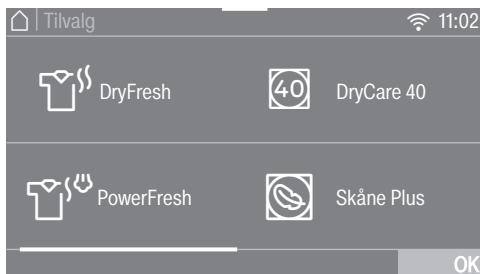 Tilvalg 11:02
DryFresh 40 DryCare 40
PowerFresh Skåne Plus
OK